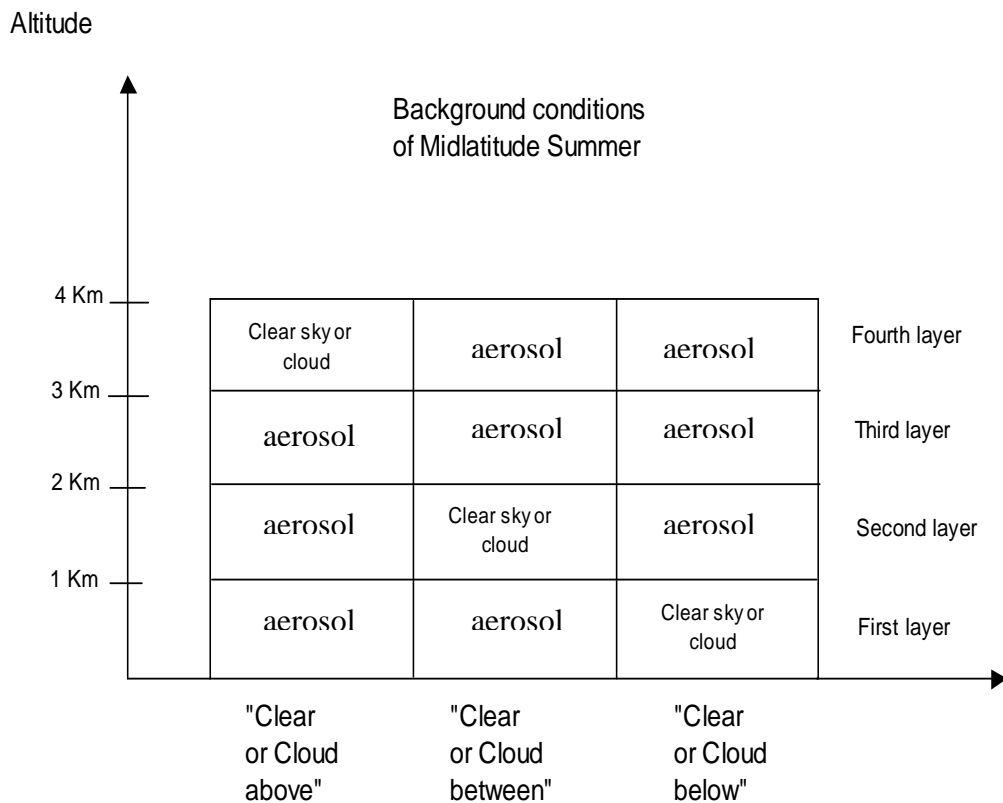 Altitude
Background conditions
of Midlatitude Summer
4 Km
Clear sky or
cloud
aerosol
aerosol
Fourth layer
3 Km
aerosol
aerosol
aerosol
Third layer
2 Km
aerosol
Clear sky or
cloud
aerosol
Second layer
1 Km
aerosol
aerosol
Clear sky or
cloud
First layer
"Clear
or Cloud
above"
"Clear
or Cloud
between"
"Clear
or Cloud
below"